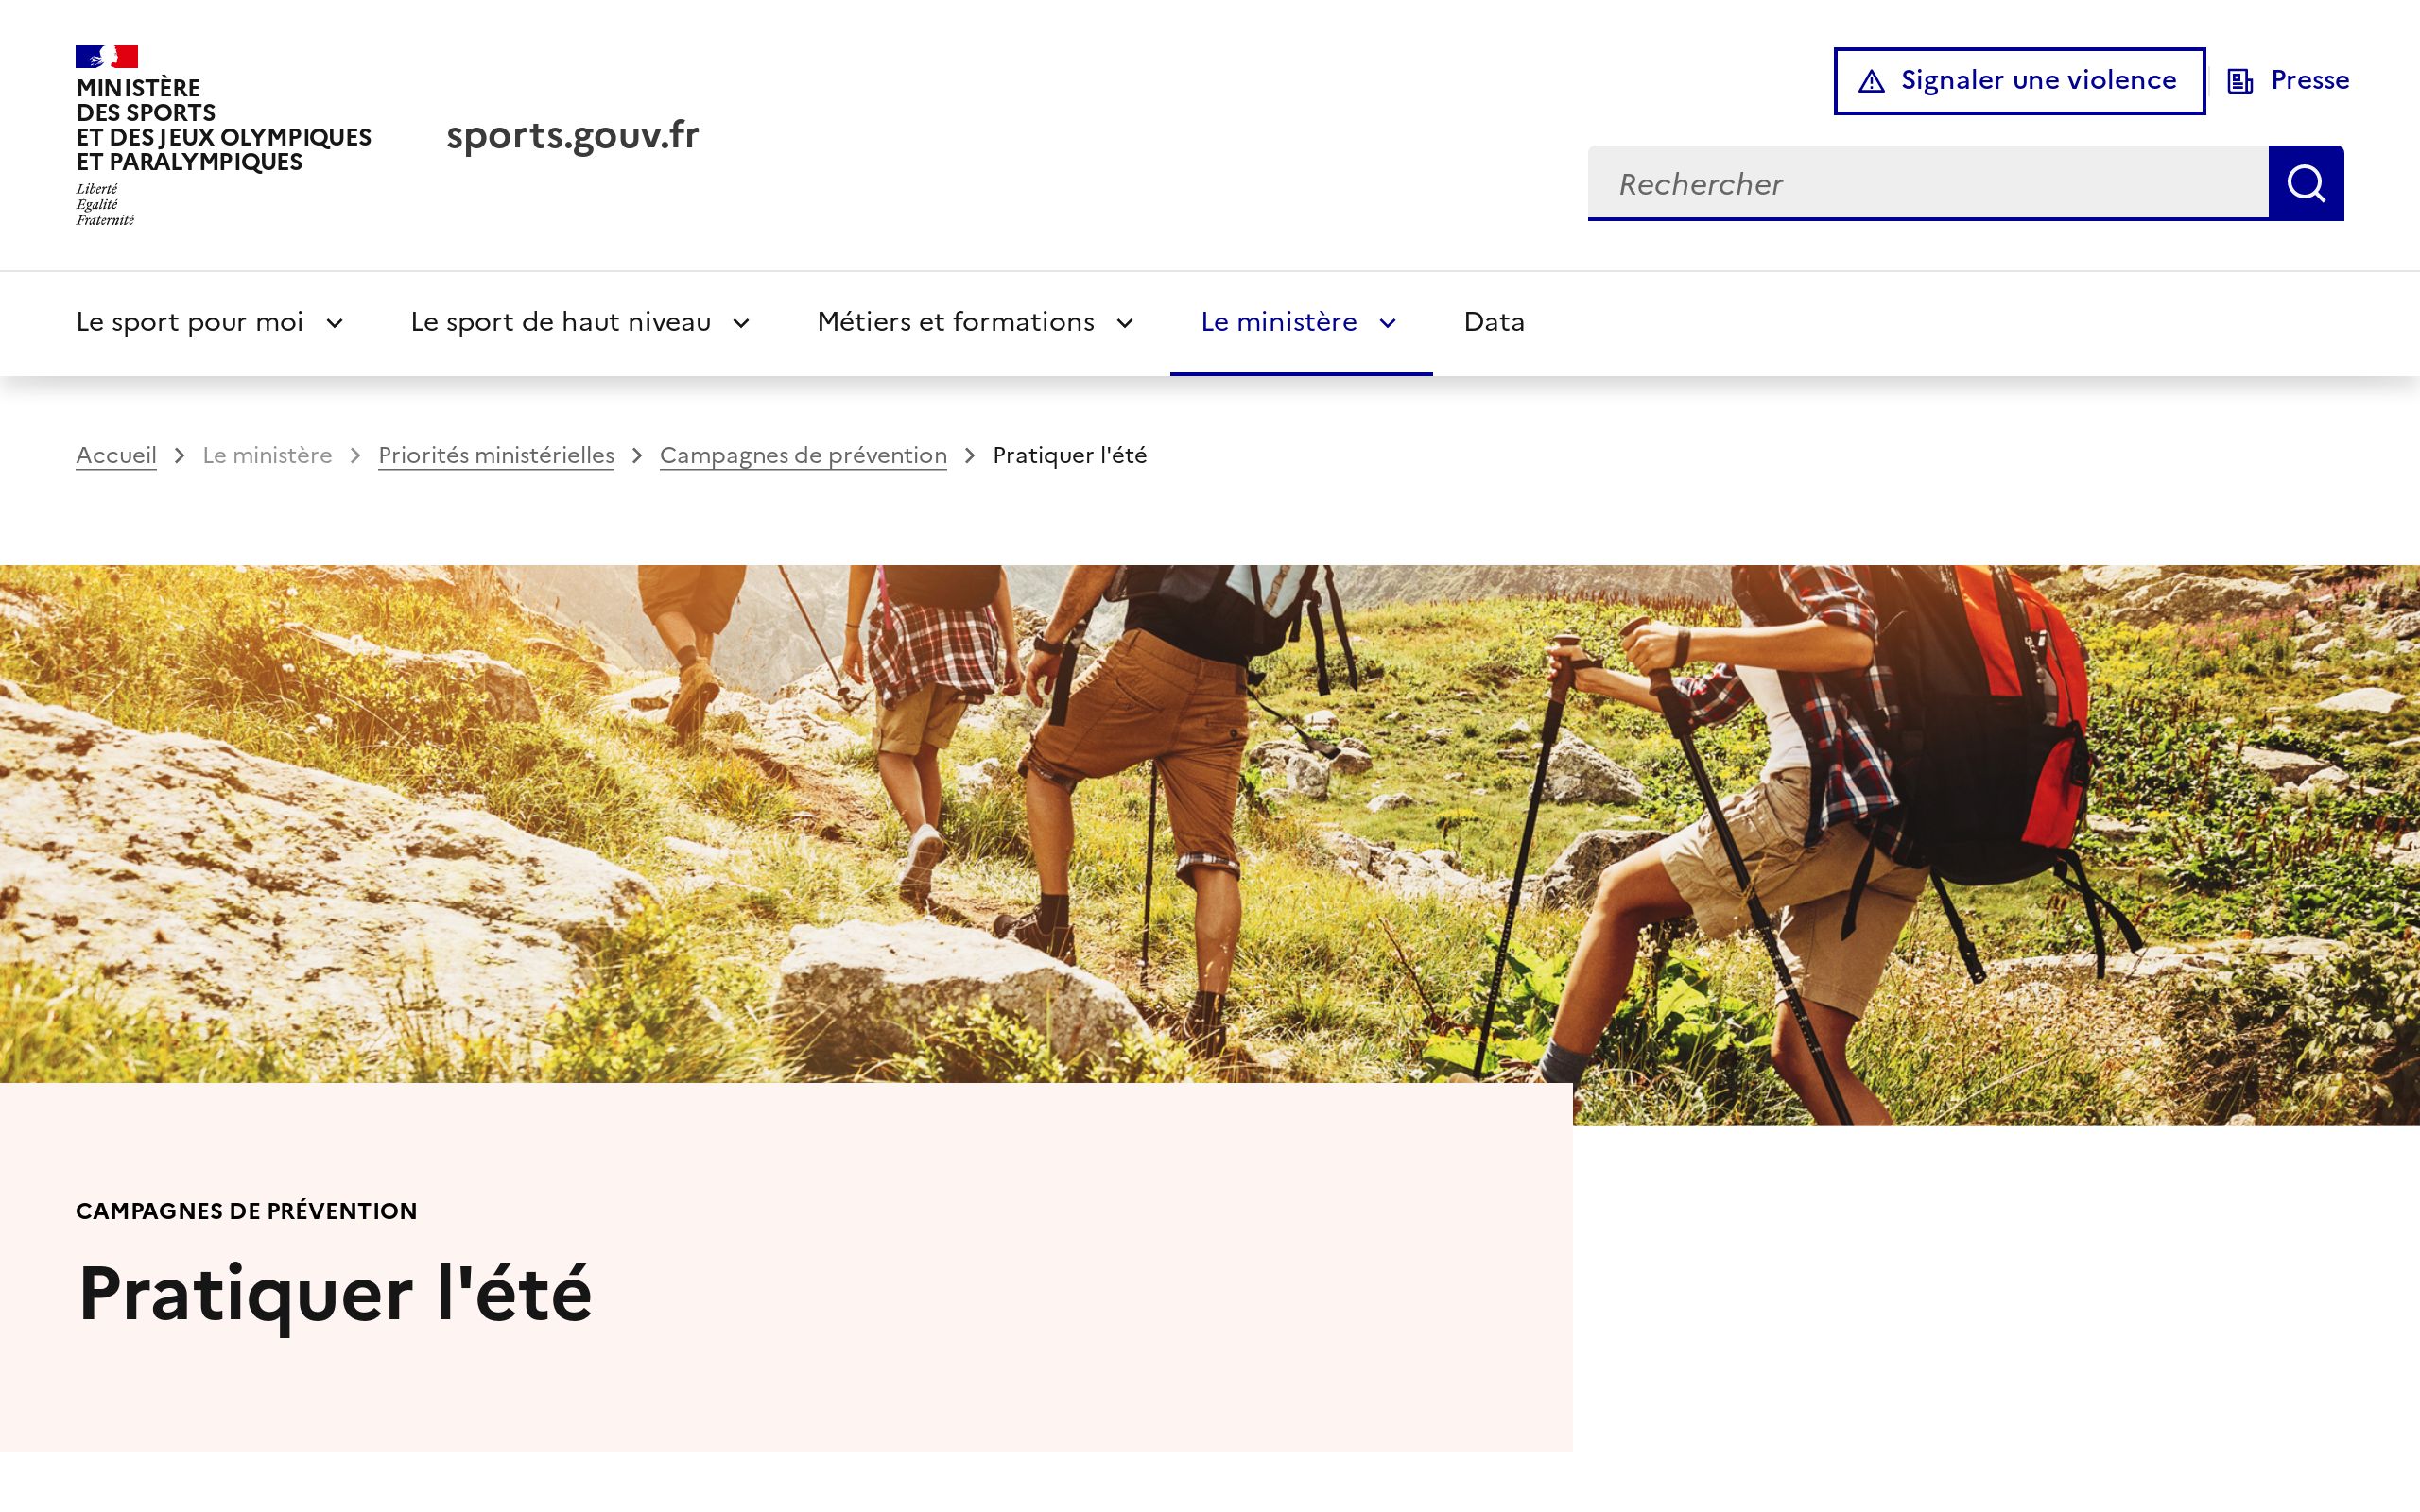 MINISTÈRE
DES SPORTS
ET DES JEUX OLYMPIQUES
ET PARALYMPIQUES
Liberté
Égalité
Fraternité
sports.gouv.fr
Signaler une violence
Presse
Rechercher
Le sport pour moi
Le sport de haut niveau
Métiers et formations
Le ministère
Data
Accueil > Le ministère > Priorités ministérielles > Campagnes de prévention > Pratiquer l'été
CAMPAGNES DE PRÉVENTION
Pratiquer l'été